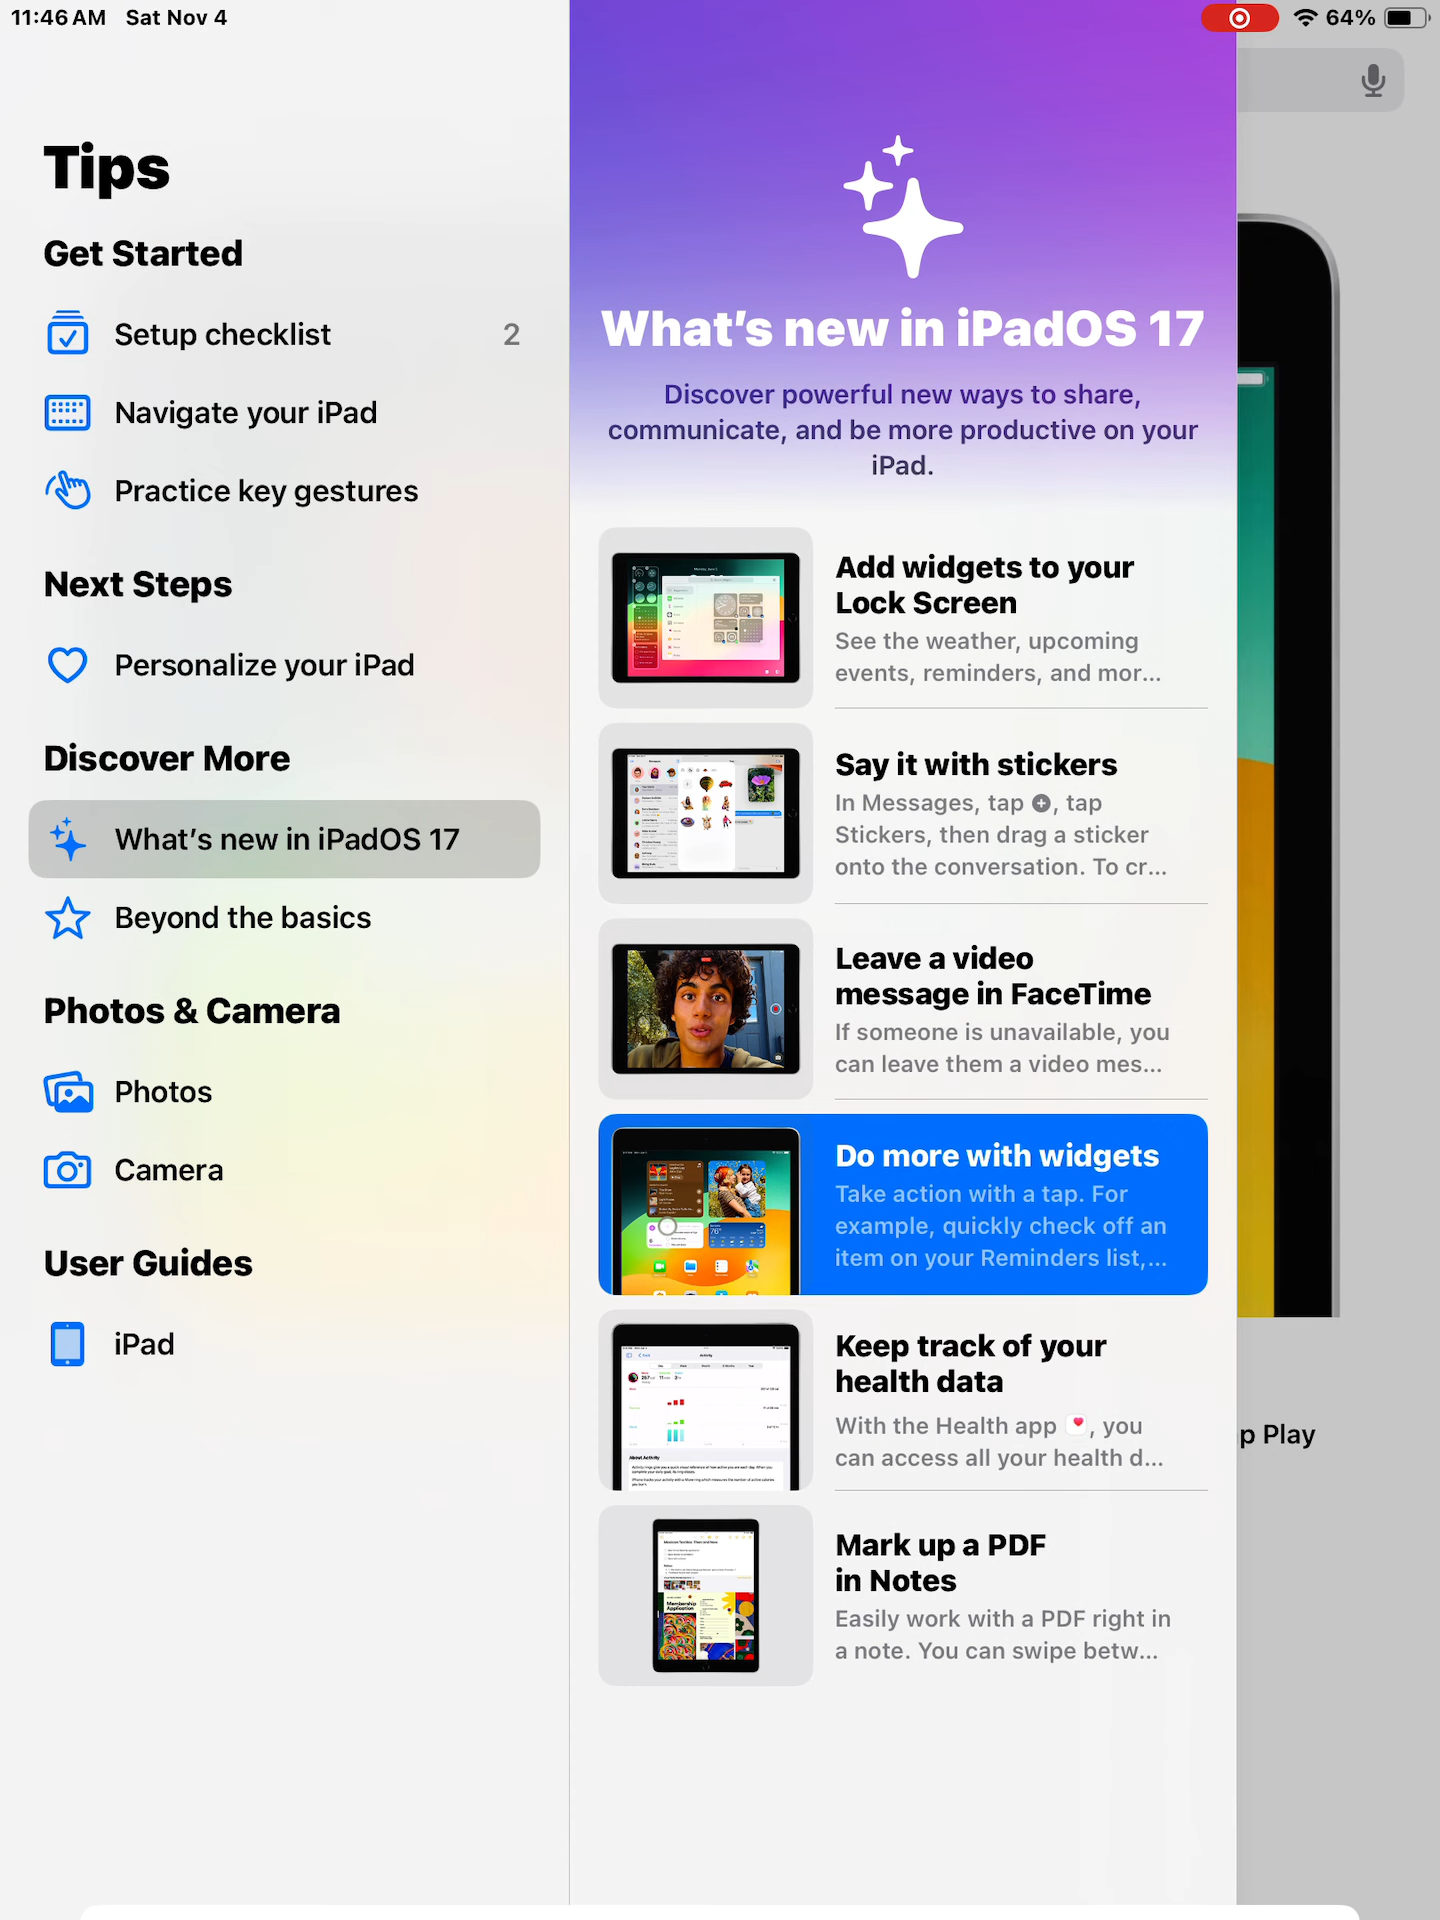 11:46 AM Sat Nov 4
64%
Tips
Get Started
Setup checklist 2
Navigate your iPad
Practice key gestures
Next Steps
Personalize your iPad
Discover More
What's new in iPadOS 17
Beyond the basics
Photos & Camera
Photos
Camera
User Guides
iPad
What's new in iPadOS 17
Discover powerful new ways to share,
communicate, and be more productive on your
iPad.
Add widgets to your
Lock Screen
See the weather, upcoming
events, reminders, and mor...
Say it with stickers
In Messages, tap , tap
Stickers, then drag a sticker
onto the conversation. To cr...
Leave a video
message in FaceTime
If someone is unavailable, you
can leave them a video mes...
Do more with widgets
Take action with a tap. For
example, quickly check off an
item on your Reminders list,...
76°
Keep track of your
health data
With the Health app , you
can access all your health d...
Activity
About Activity
Mark up a PDF
in Notes
Easily work with a PDF right in
a note. You can swipe betw...
Membership
Application
p Play